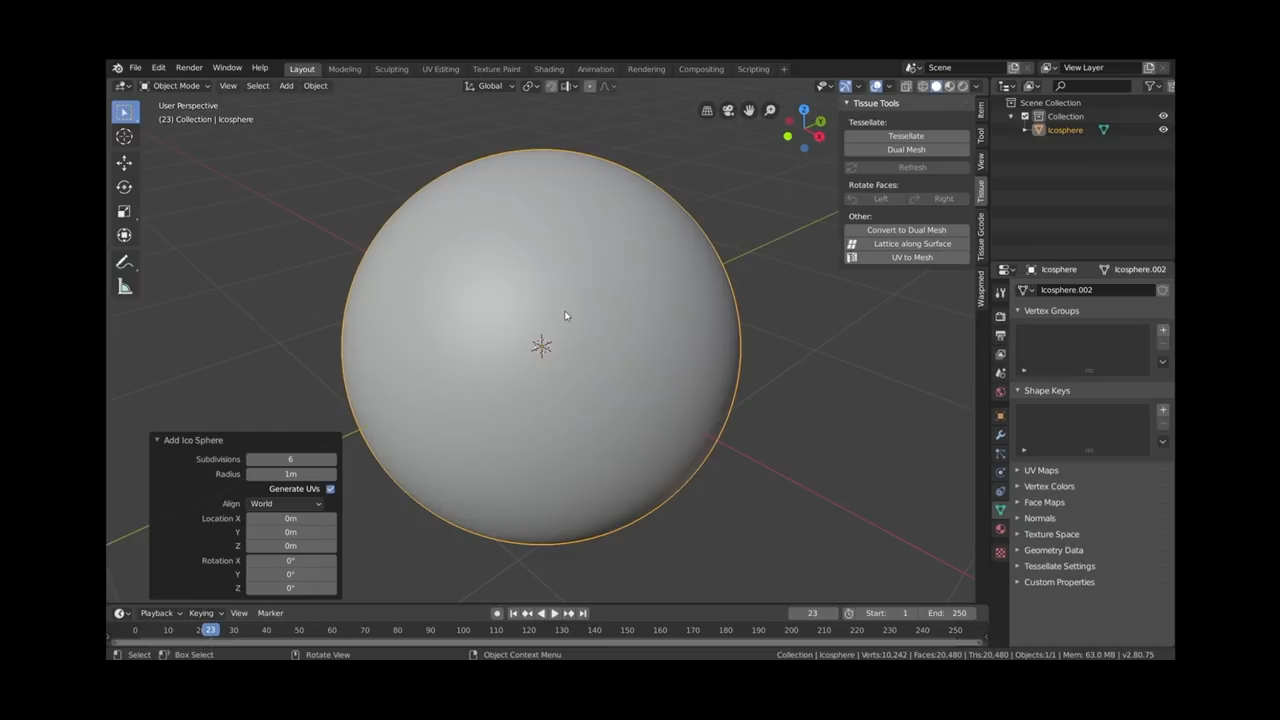 File Edit Render Window Help Layout Modeling Sculpting UV Editing Texture Paint Shading Animation Rendering Compositing Scripting + Scene View Layer
Object Mode View Select Add Object Global
User Perspective
(23) Collection | Icosphere
Z
Y
X
Tissue Tools
Tessellate:
Tessellate
Dual Mesh
Refresh
Rotate Faces:
Left Right
Other:
Convert to Dual Mesh
Lattice along Surface
UV to Mesh
Item
Tool
View
Tissue
Tissue Gcode
Waspmed
Scene Collection
Collection
Icosphere
Icosphere Icosphere.002
Icosphere.002
Vertex Groups
Shape Keys
UV Maps
Vertex Colors
Face Maps
Normals
Texture Space
Geometry Data
Tessellate Settings
Custom Properties
Add Ico Sphere
Subdivisions 6
Radius 1m
Generate UVs
Align World
Location X 0m
Y 0m
Z 0m
Rotation X 0°
Y 0°
Z 0°
Playback Keying View Marker 23 Start: 1 End: 250
0 10 23 30 40 50 60 70 80 90 100 110 120 130 140 150 160 170 180 190 200 210 220 230 240 250
Select Box Select Rotate View Object Context Menu Collection | Icosphere | Verts:10,242 | Faces:20,480 | Tris:20,480 | Objects:1/1 | Mem: 63.0 MB | v2.80.75